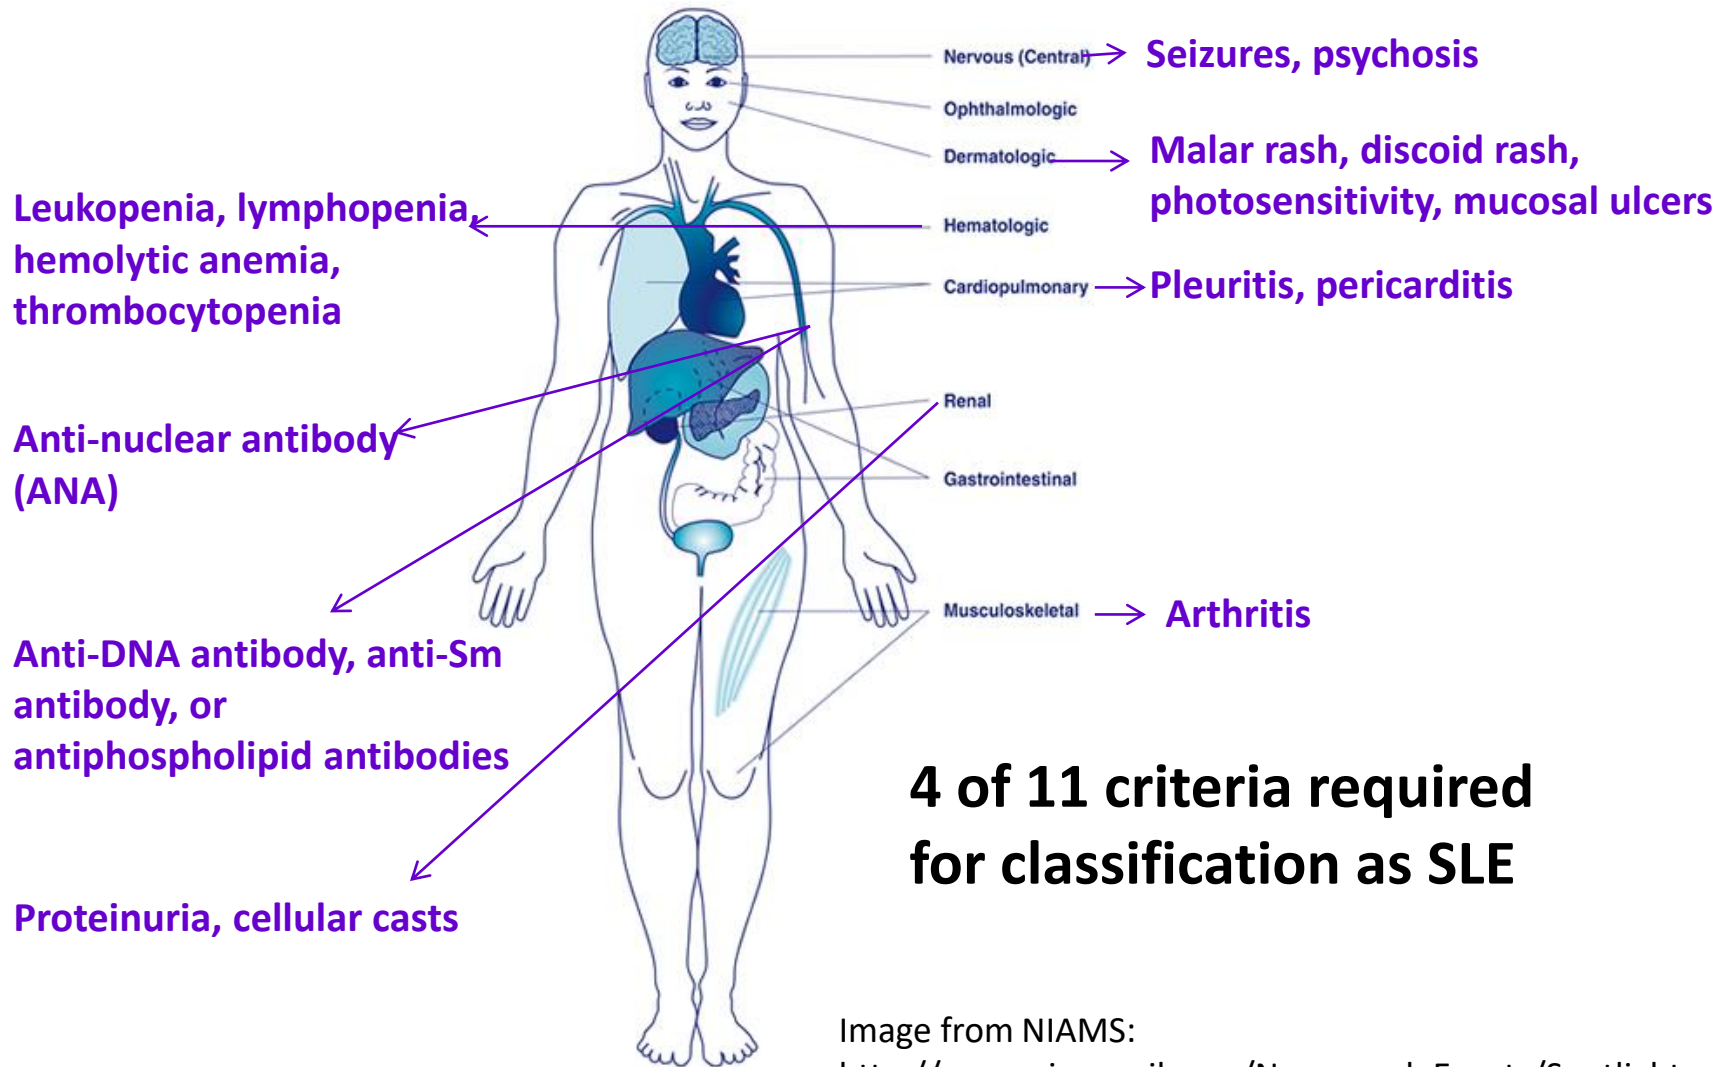 Nervous (Central)
Seizures, psychosis
Ophthalmologic
Dermatologic
Malar rash, discoid rash,
photosensitivity, mucosal ulcers
Leukopenia, lymphopenia,
hemolytic anemia,
thrombocytopenia
Hematologic
Cardiopulmonary
Pleuritis, pericarditis
Renal
Anti-nuclear antibody
(ANA)
Gastrointestinal
Musculoskeletal
Arthritis
Anti-DNA antibody, anti-Sm
antibody, or
antiphospholipid antibodies
4 of 11 criteria required
for classification as SLE
Proteinuria, cellular casts
Image from NIAMS: